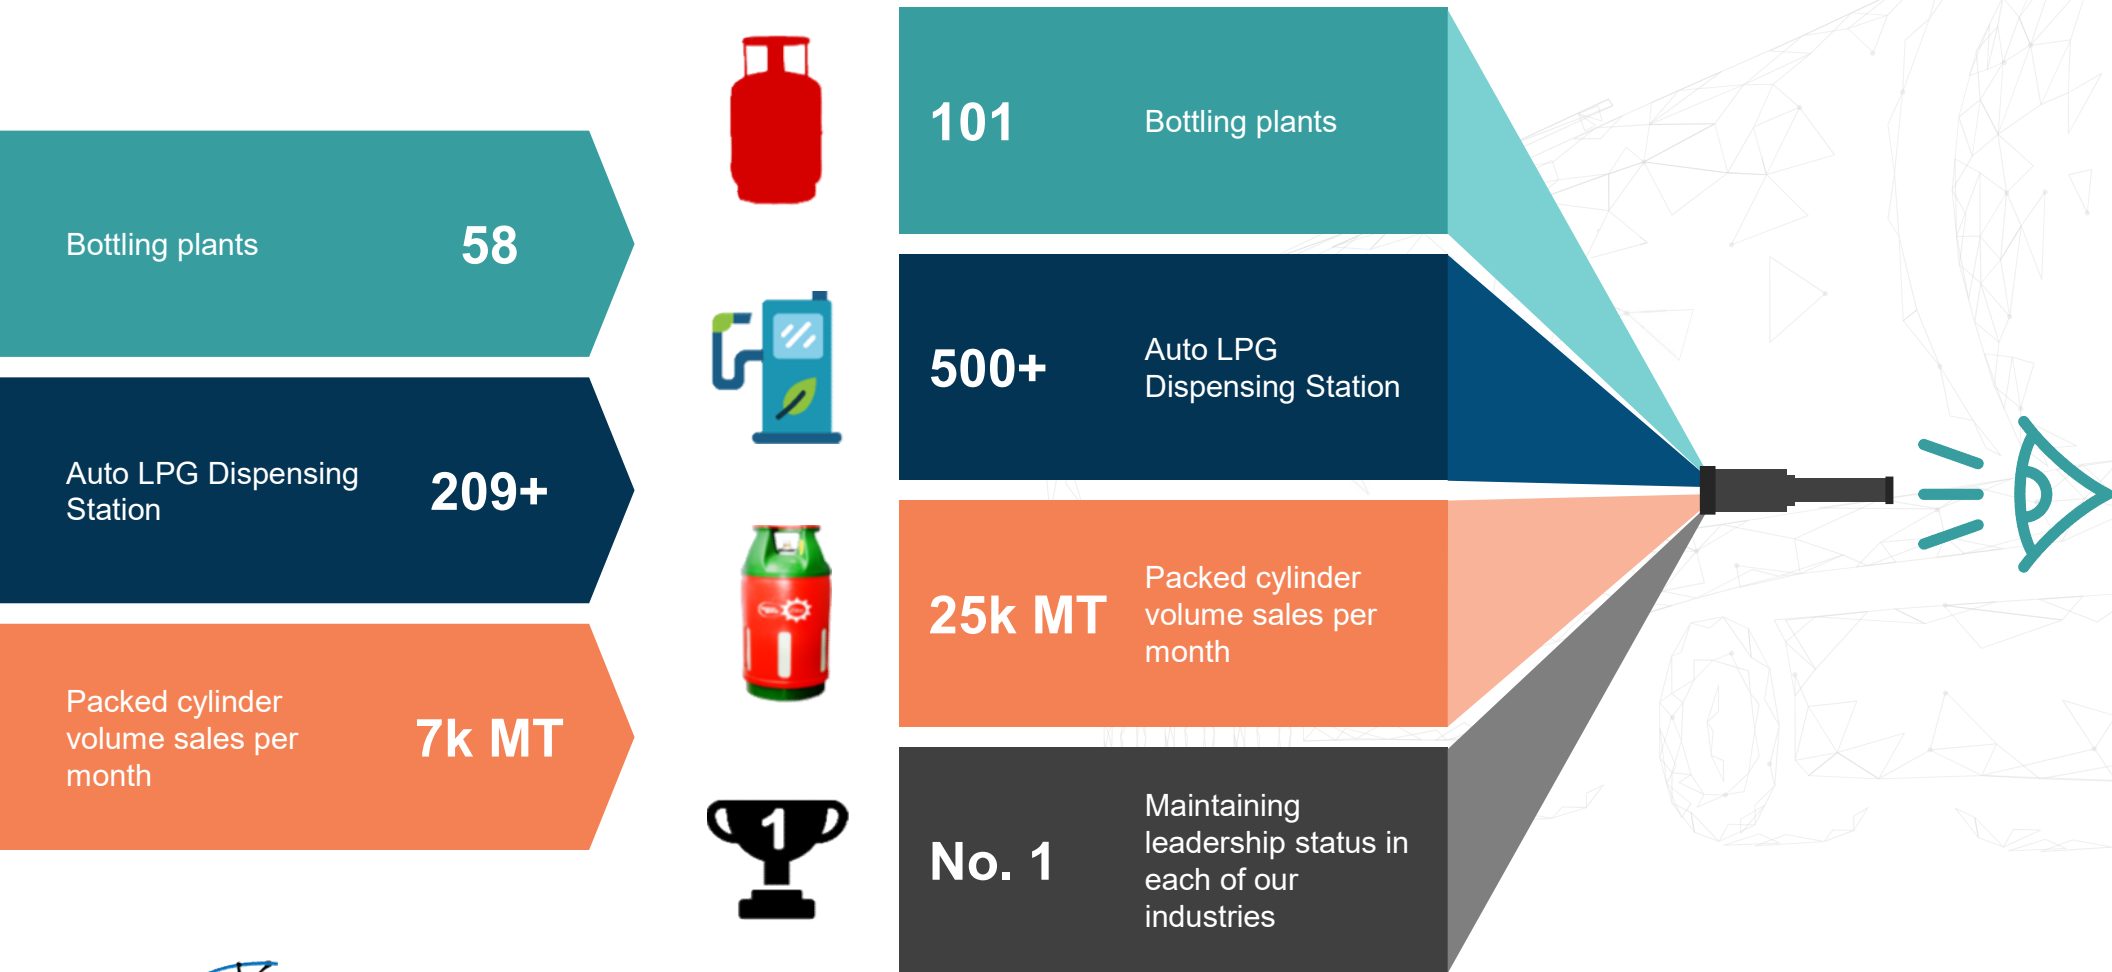 Bottling plants
58
Auto LPG Dispensing
Station
209+
Packed cylinder
volume sales per
month
7k MT
1
101
Bottling plants
500+
Auto LPG
Dispensing Station
25k MT
Packed cylinder
volume sales per
month
No. 1
Maintaining
leadership status in
each of our
industries